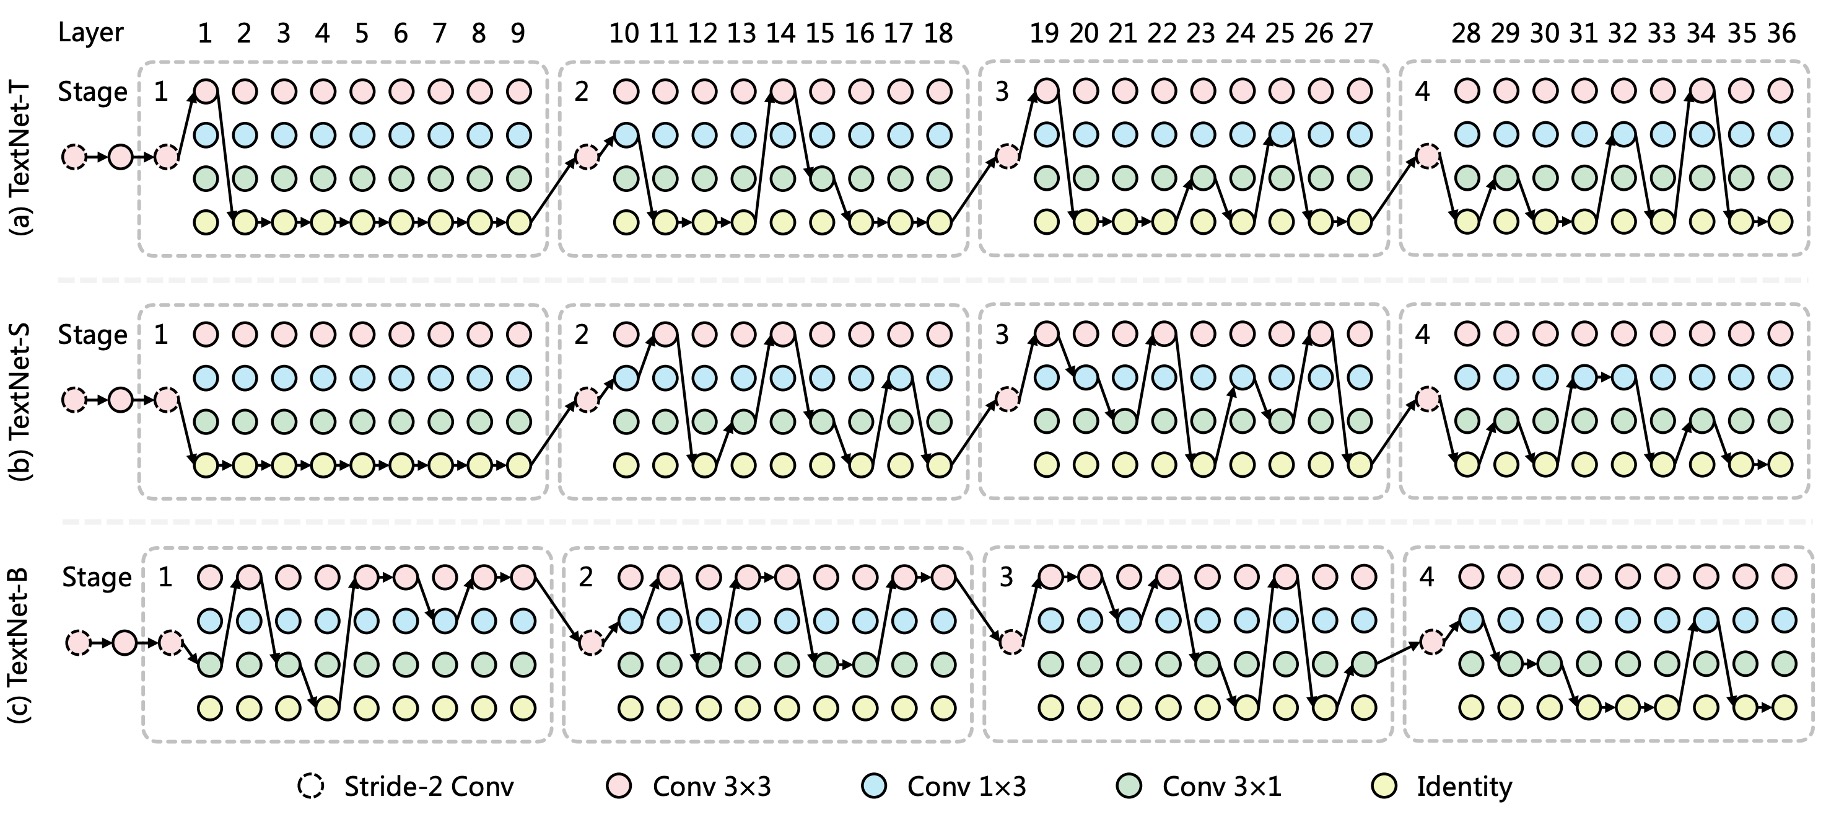 Layer 1 2 3 4 5 6 7 8 9 10 11 12 13 14 15 16 17 18 19 20 21 22 23 24 25 26 27 28 29 30 31 32 33 34 35 36
(a) TextNet-T
Stage 1 2 3 4
(b) TextNet-S
Stage 1 2 3 4
(c) TextNet-B
Stage 1 2 3 4
Stride-2 Conv Conv 3×3 Conv 1×3 Conv 3×1 Identity